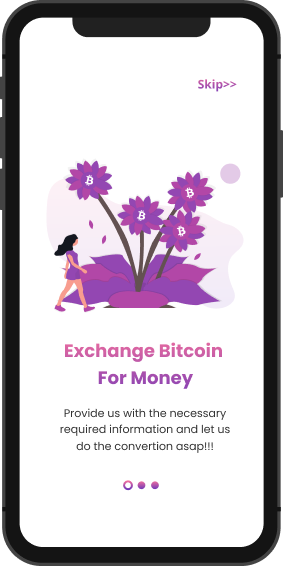 Skip>>
Exchange Bitcoin
For Money
Provide us with the necessary
required information and let us
do the convertion asap!!!